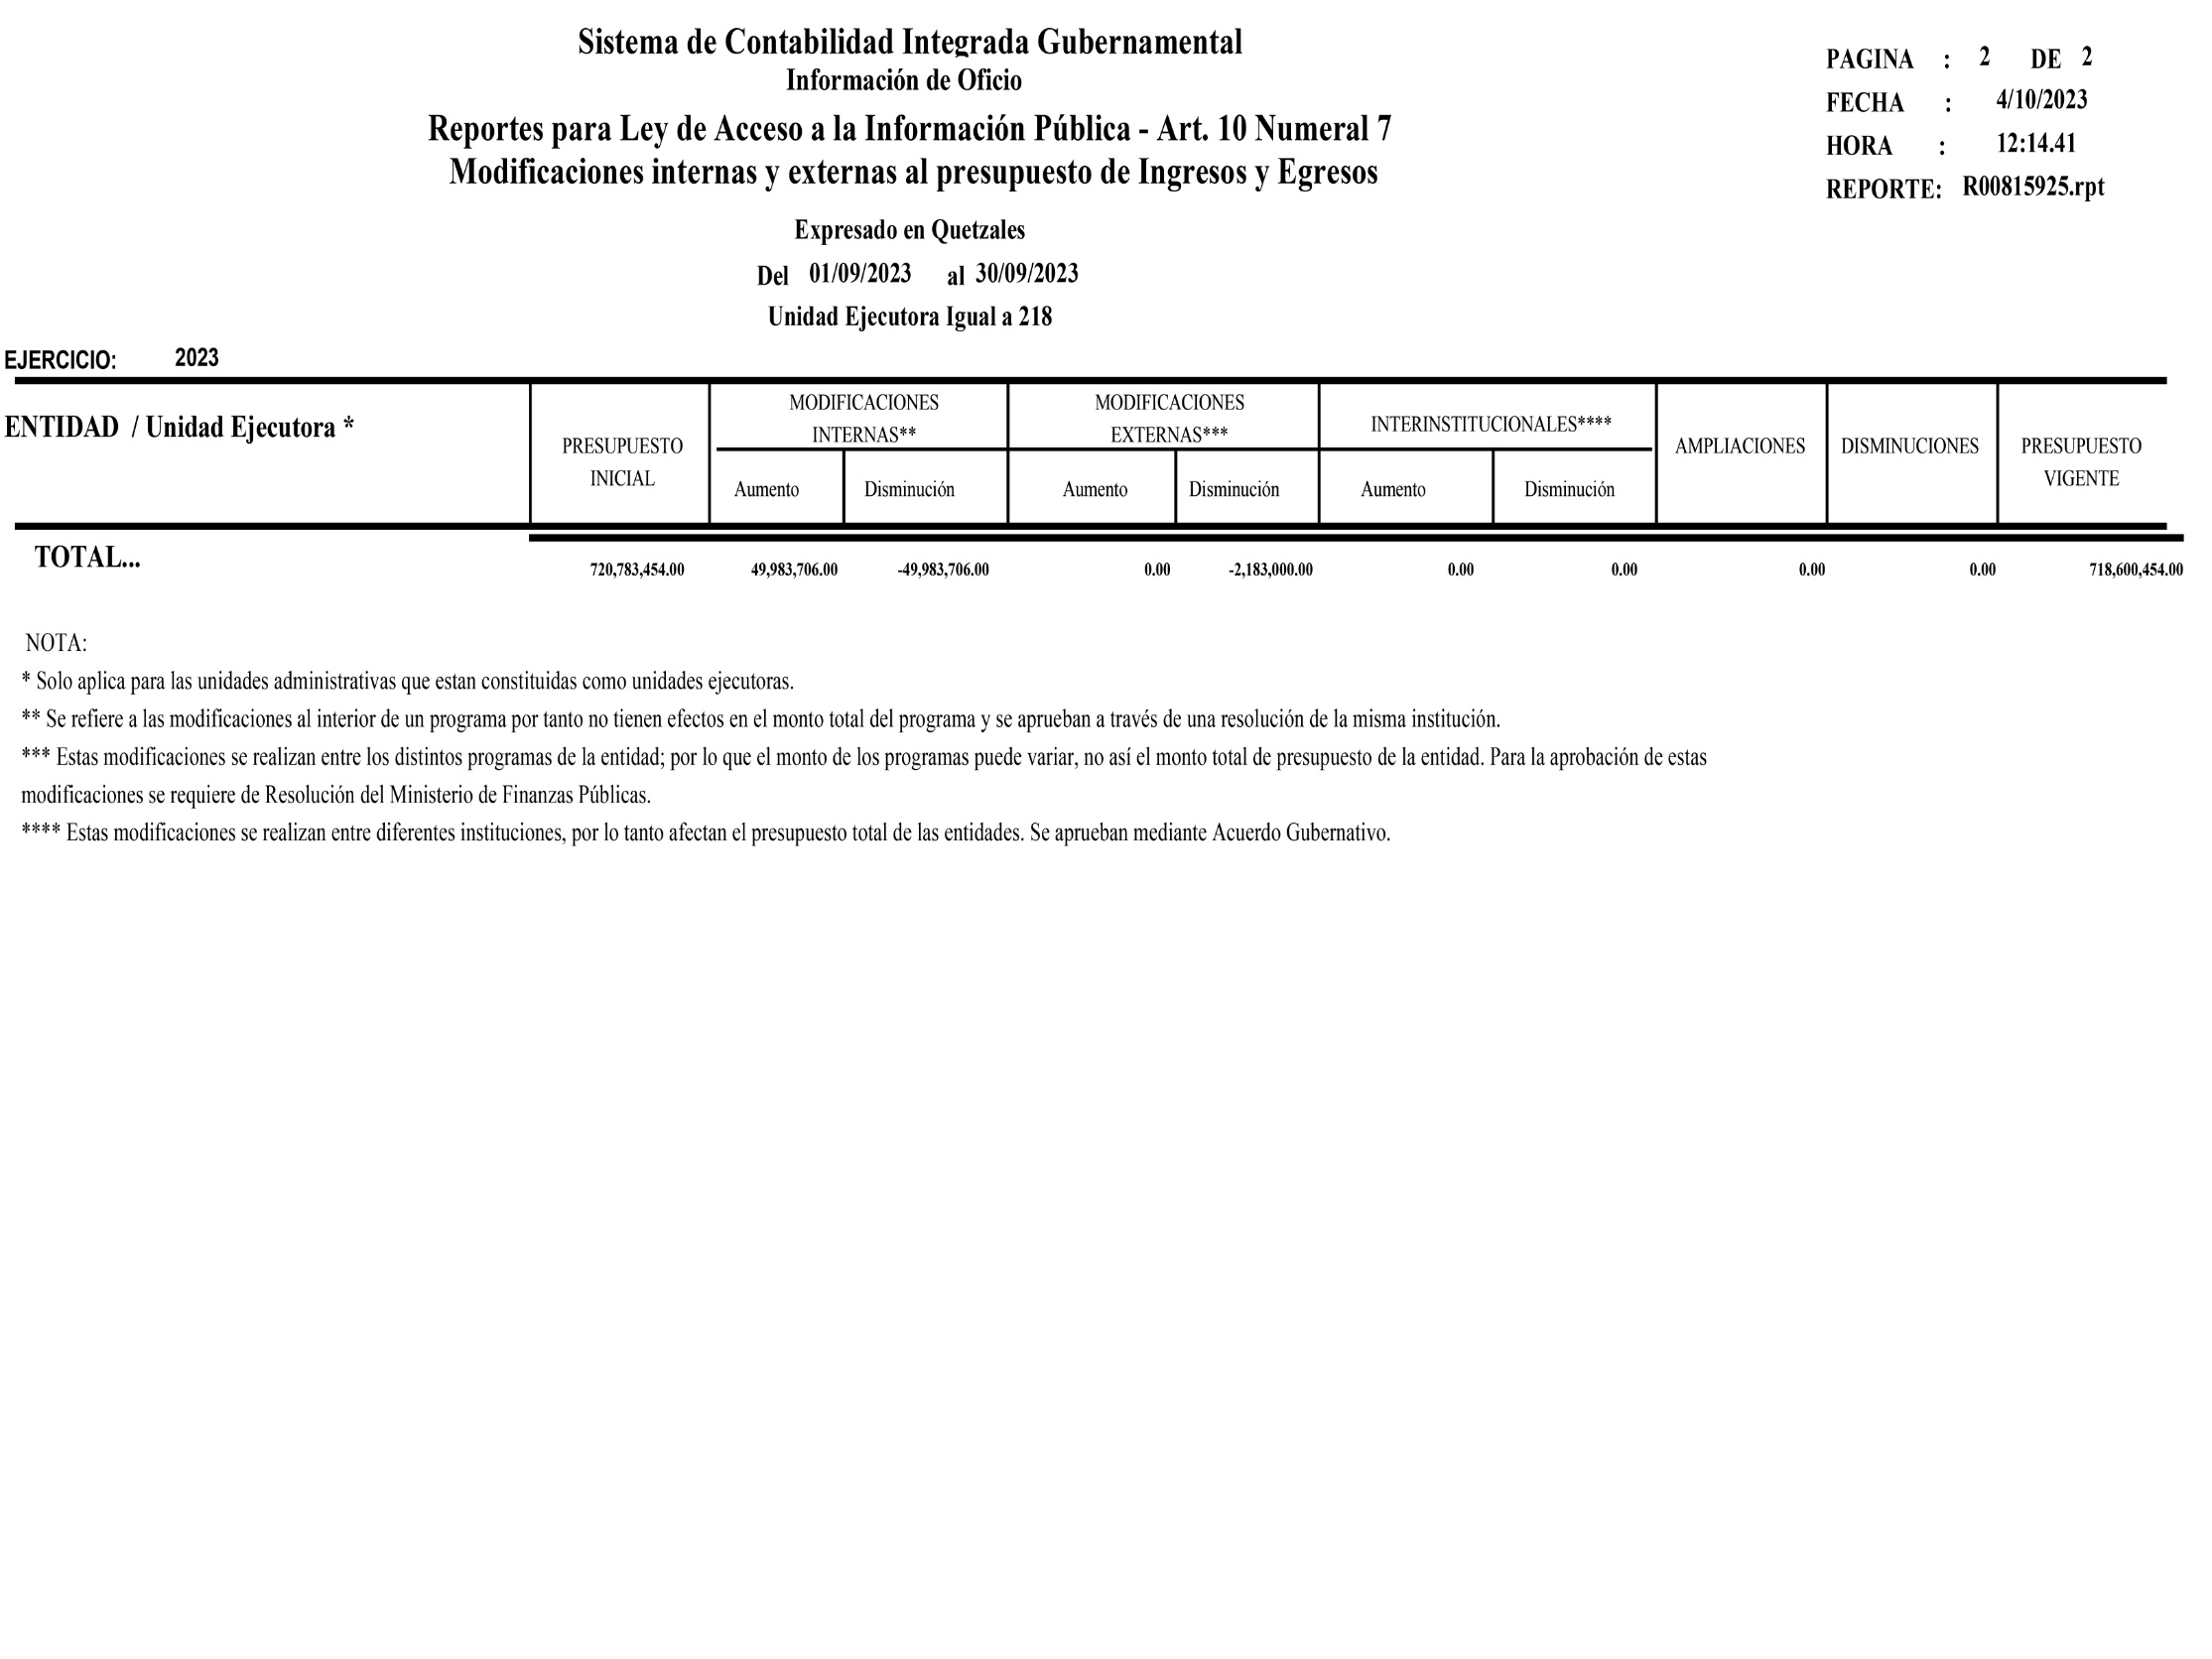 Sistema de Contabilidad Integrada Gubernamental
Información de Oficio
Reportes para Ley de Acceso a la Información Pública - Art. 10 Numeral 7
Modificaciones internas y externas al presupuesto de Ingresos y Egresos
Expresado en Quetzales
Del 01/09/2023 al 30/09/2023
Unidad Ejecutora Igual a 218
PAGINA : 2 DE 2
FECHA : 4/10/2023
HORA : 12:14.41
REPORTE: R00815925.rpt
EJERCICIO: 2023
ENTIDAD / Unidad Ejecutora *
PRESUPUESTO
INICIAL
MODIFICACIONES
INTERNAS**
Aumento Disminución
MODIFICACIONES
EXTERNAS***
Aumento Disminución
INTERINSTITUCIONALES****
Aumento Disminución
AMPLIACIONES
DISMINUCIONES
PRESUPUESTO
VIGENTE
TOTAL... 720,783,454.00 49,983,706.00 -49,983,706.00 0.00 -2,183,000.00 0.00 0.00 0.00 0.00 718,600,454.00
NOTA:
* Solo aplica para las unidades administrativas que estan constituidas como unidades ejecutoras.
** Se refiere a las modificaciones al interior de un programa por tanto no tienen efectos en el monto total del programa y se aprueban a través de una resolución de la misma institución.
*** Estas modificaciones se realizan entre los distintos programas de la entidad; por lo que el monto de los programas puede variar, no así el monto total de presupuesto de la entidad. Para la aprobación de estas
modificaciones se requiere de Resolución del Ministerio de Finanzas Públicas.
**** Estas modificaciones se realizan entre diferentes instituciones, por lo tanto afectan el presupuesto total de las entidades. Se aprueban mediante Acuerdo Gubernativo.